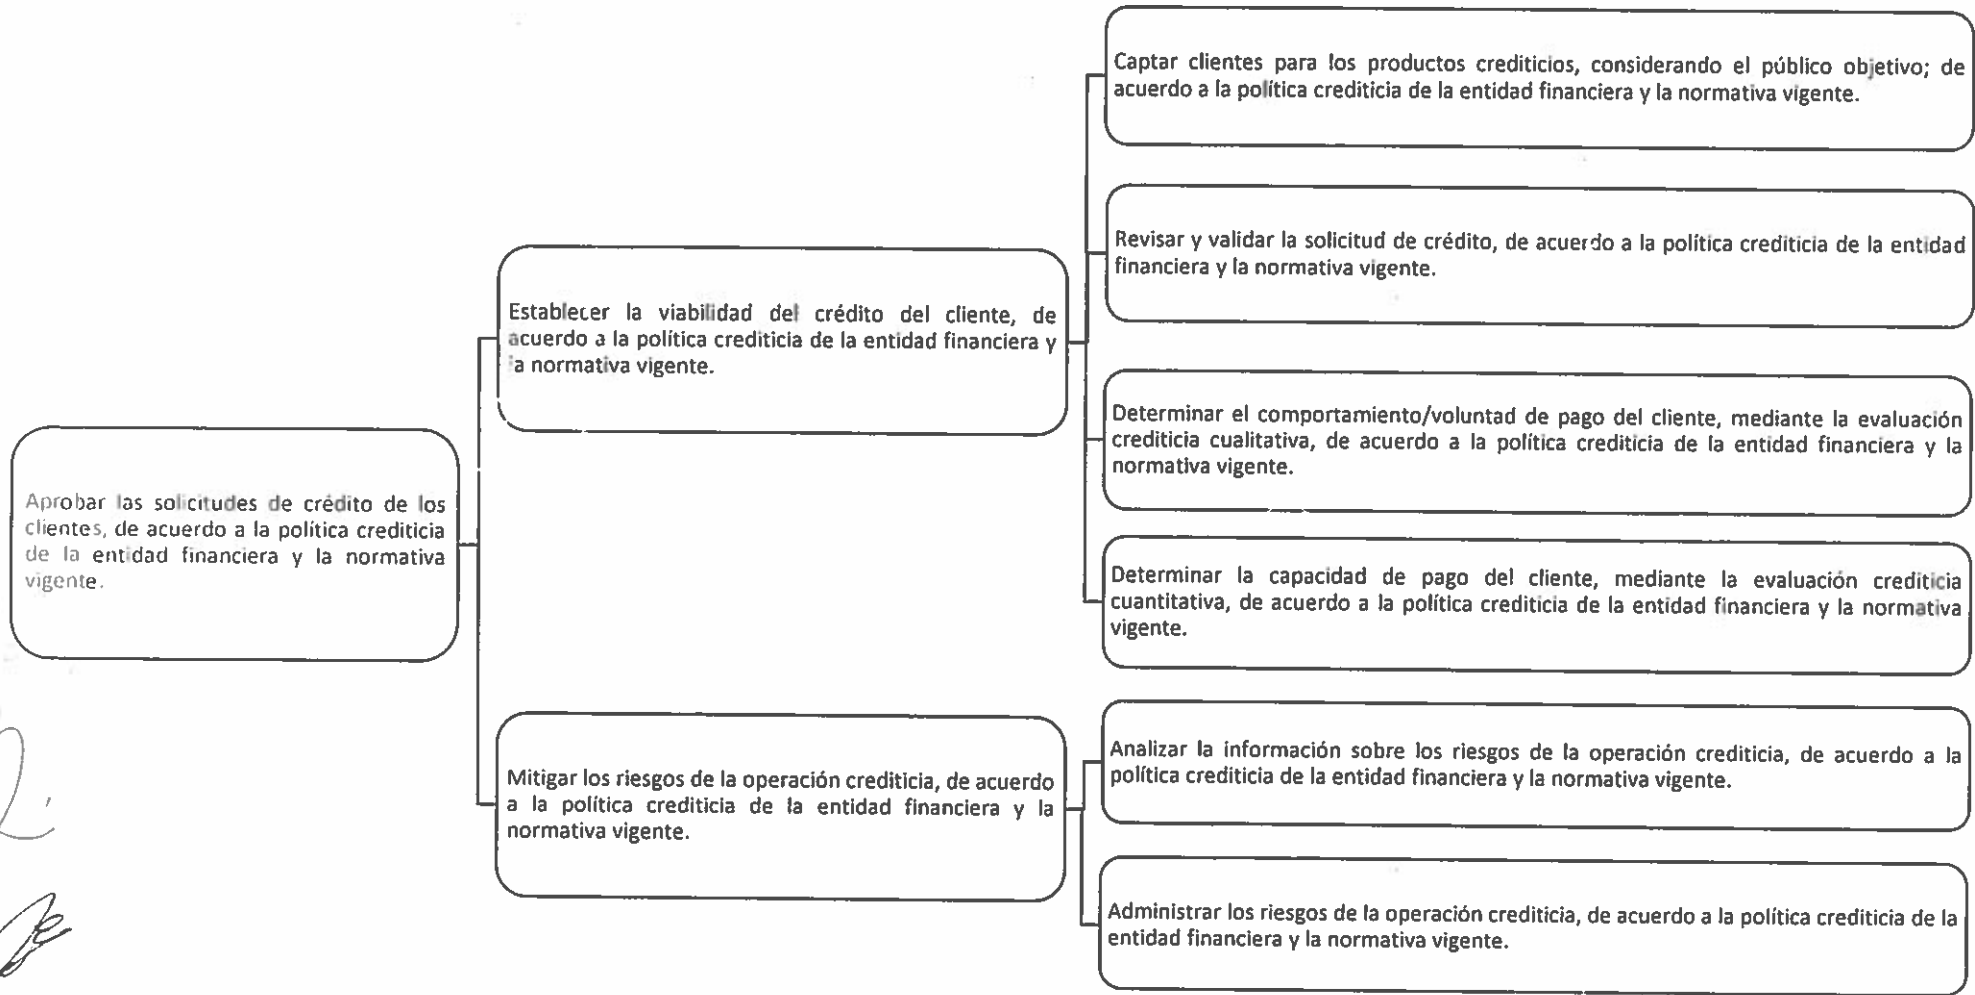 Captar clientes para los productos crediticios, considerando el público objetivo; de
acuerdo a la política crediticia de la entidad financiera y la normativa vigente.
Revisar y validar la solicitud de crédito, de acuerdo a la política crediticia de la entidad
financiera y la normativa vigente.
Establecer la viabilidad del crédito del cliente, de
acuerdo a la política crediticia de la entidad financiera y
la normativa vigente.
Determinar el comportamiento/voluntad de pago del cliente, mediante la evaluación
crediticia cualitativa, de acuerdo a la política crediticia de la entidad financiera y la
normativa vigente.
Aprobar las solicitudes de crédito de los
clientes, de acuerdo a la política crediticia
de la entidad financiera y la normativa
vigente.
Determinar la capacidad de pago del cliente, mediante la evaluación crediticia
cuantitativa, de acuerdo a la política crediticia de la entidad financiera y la normativa
vigente.
Mitigar los riesgos de la operación crediticia, de acuerdo
a la política crediticia de la entidad financiera y la
normativa vigente.
Analizar la información sobre los riesgos de la operación crediticia, de acuerdo a la
política crediticia de la entidad financiera y la normativa vigente.
Administrar los riesgos de la operación crediticia, de acuerdo a la política crediticia de la
entidad financiera y la normativa vigente.